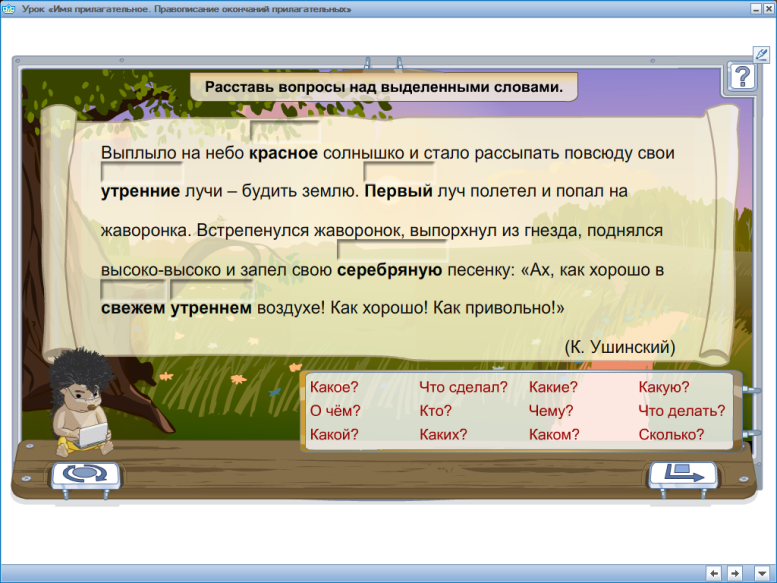 Урок «Имя прилагательное. Правописание окончаний прилагательных»
Расставь вопросы над выделенными словами.
Выплыло на небо красное солнышко и стало рассыпать повсюду свои
утренние лучи – будить землю. Первый луч полетел и попал на
жаворонка. Встрепенулся жаворонок, выпорхнул из гнезда, поднялся
высоко-высоко и запел свою серебряную песенку: «Ах, как хорошо в
свежем утреннем воздухе! Как хорошо! Как привольно!»
(К. Ушинский)
Какое? Что сделал? Какие? Какую?
О чём? Кто? Чему? Что делать?
Какой? Каких? Каком? Сколько?